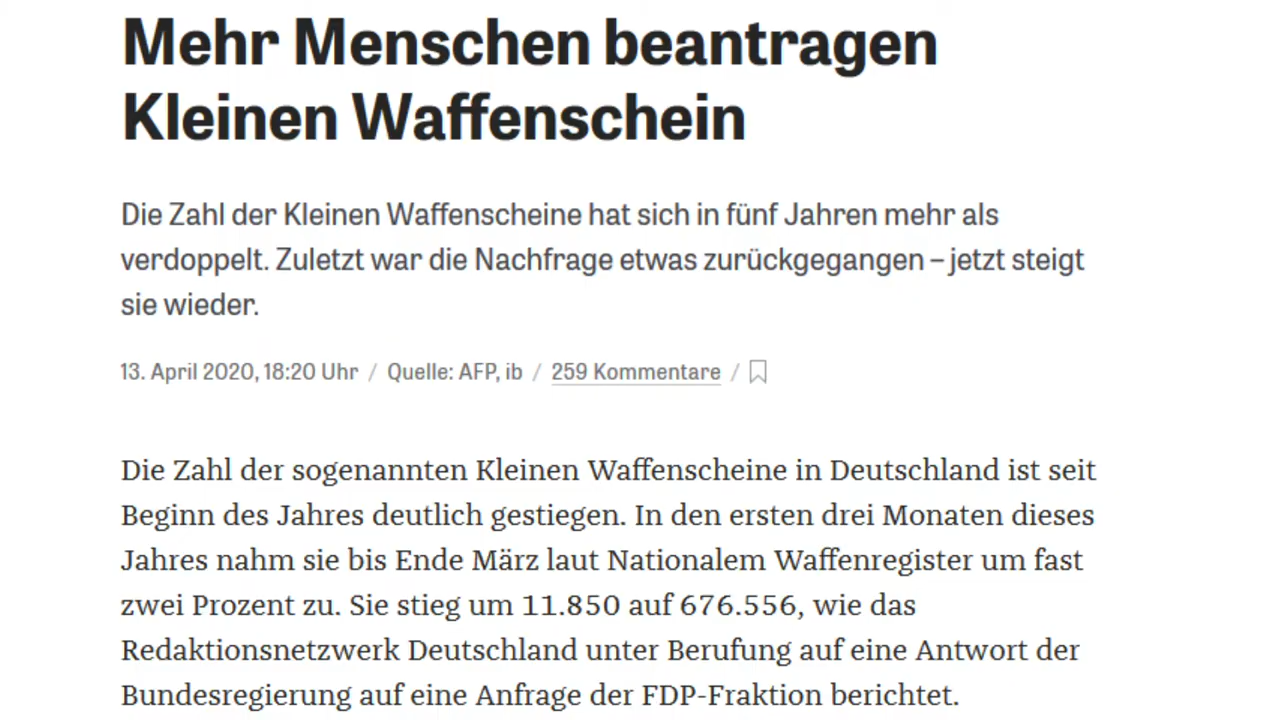 Mehr Menschen beantragen
Kleinen Waffenschein
Die Zahl der Kleinen Waffenscheine hat sich in fünf Jahren mehr als
verdoppelt. Zuletzt war die Nachfrage etwas zurückgegangen – jetzt steigt
sie wieder.
13. April 2020, 18:20 Uhr / Quelle: AFP, ib / 259 Kommentare /
Die Zahl der sogenannten Kleinen Waffenscheine in Deutschland ist seit
Beginn des Jahres deutlich gestiegen. In den ersten drei Monaten dieses
Jahres nahm sie bis Ende März laut Nationalem Waffenregister um fast
zwei Prozent zu. Sie stieg um 11.850 auf 676.556, wie das
Redaktionsnetzwerk Deutschland unter Berufung auf eine Antwort der
Bundesregierung auf eine Anfrage der FDP-Fraktion berichtet.